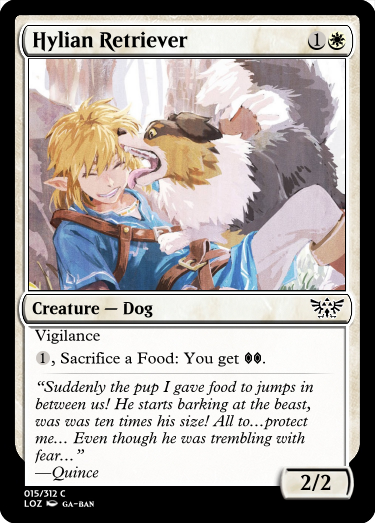 Hylian Retriever 1
Creature — Dog
Vigilance
1, Sacrifice a Food: You get
“Suddenly the pup I gave food to jumps in
between us! He starts barking at the beast,
was was ten times his size! All to…protect
me… Even though he was trembling with
fear…”
—Quince
2/2
015/312 C
LOZ GA-BAN